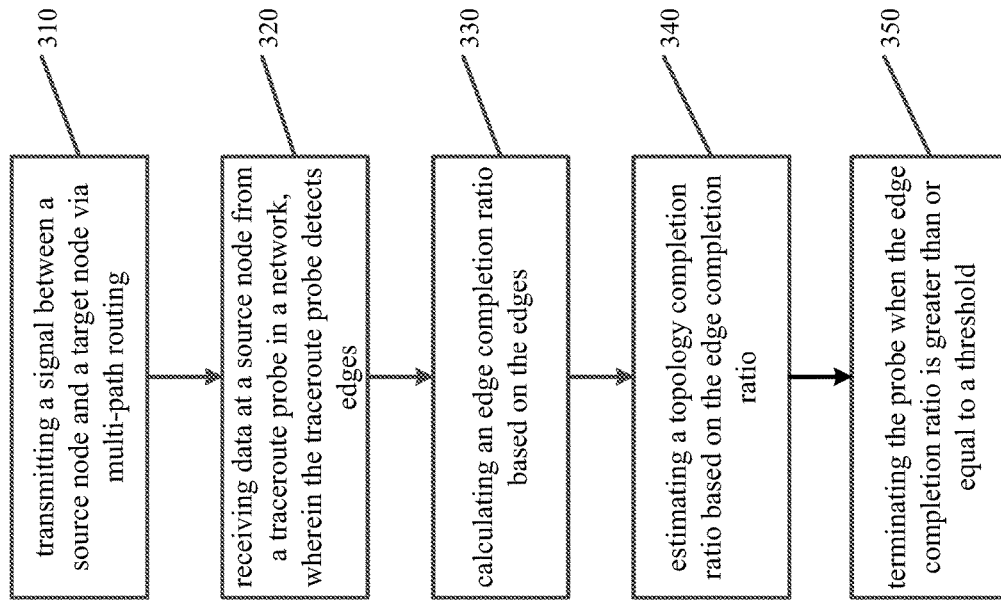 310
transmitting a signal between a
source node and a target node via
multi-path routing
320
receiving data at a source node from
a traceroute probe in a network,
wherein the traceroute probe detects
edges
330
calculating an edge completion ratio
based on the edges
340
estimating a topology completion
ratio based on the edge completion
ratio
350
terminating the probe when the edge
completion ratio is greater than or
equal to a threshold